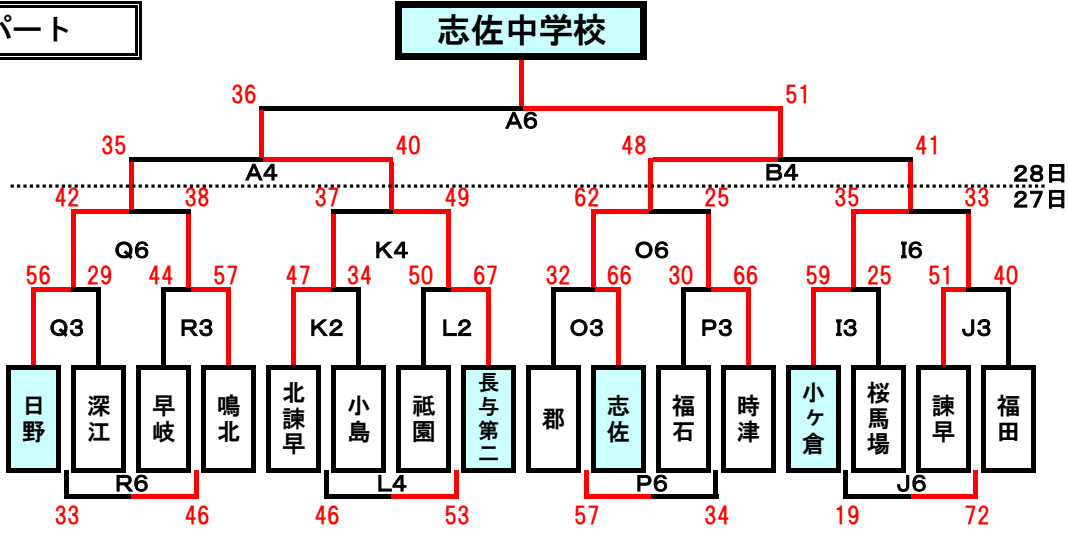 パート
志佐中学校
36 51
A6
35 40 48 41
A4 B4
28日
27日
42 38 37 49 62 25 35 33
Q6 K4 O6 I6
56 29 44 57 47 34 50 67 32 66 30 66 59 25 51 40
Q3 R3 K2 L2 O3 P3 I3 J3
日野
深江
早岐
鳴北
北諫早
小島
祗園
長与第二
郡
志佐
福石
時津
小ヶ倉
桜馬場
諫早
福田
R6 L4 P6 J6
33 46 46 53 57 34 19 72